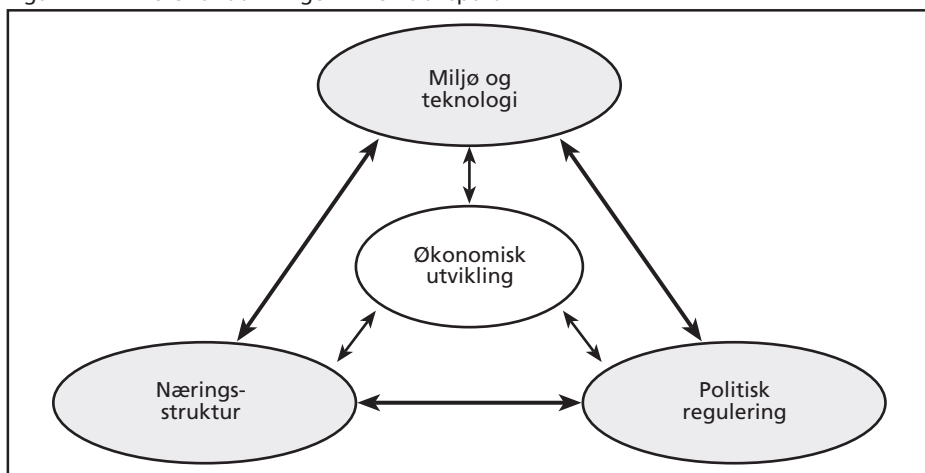 Miljø og
teknologi
Økonomisk
utvikling
Nærings-
struktur
Politisk
regulering